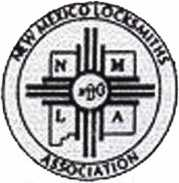 NEW MEXICO LOCKSMITHS
N M
L A
ASSOCIATION